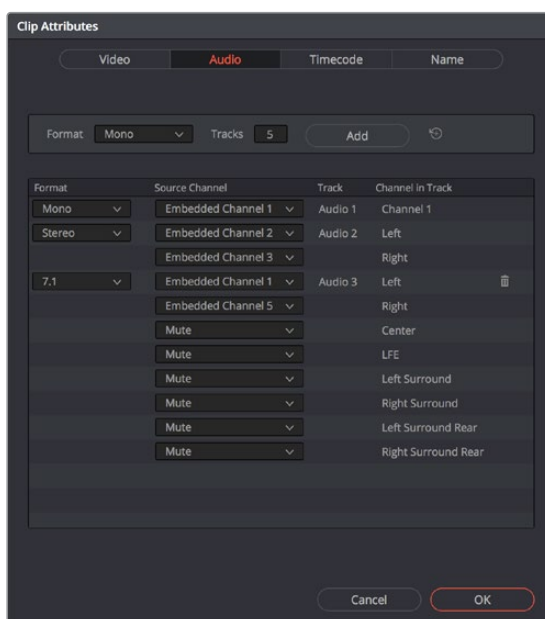 Clip Attributes
Video Audio Timecode Name
Format Mono Tracks 5 Add
Format Source Channel Track Channel in Track
Mono Embedded Channel 1 Audio 1 Channel 1
Stereo Embedded Channel 2 Audio 2 Left
Embedded Channel 3 Right
7.1 Embedded Channel 1 Audio 3 Left
Embedded Channel 5 Right
Mute Center
Mute LFE
Mute Left Surround
Mute Right Surround
Mute Left Surround Rear
Mute Right Surround Rear
Cancel OK